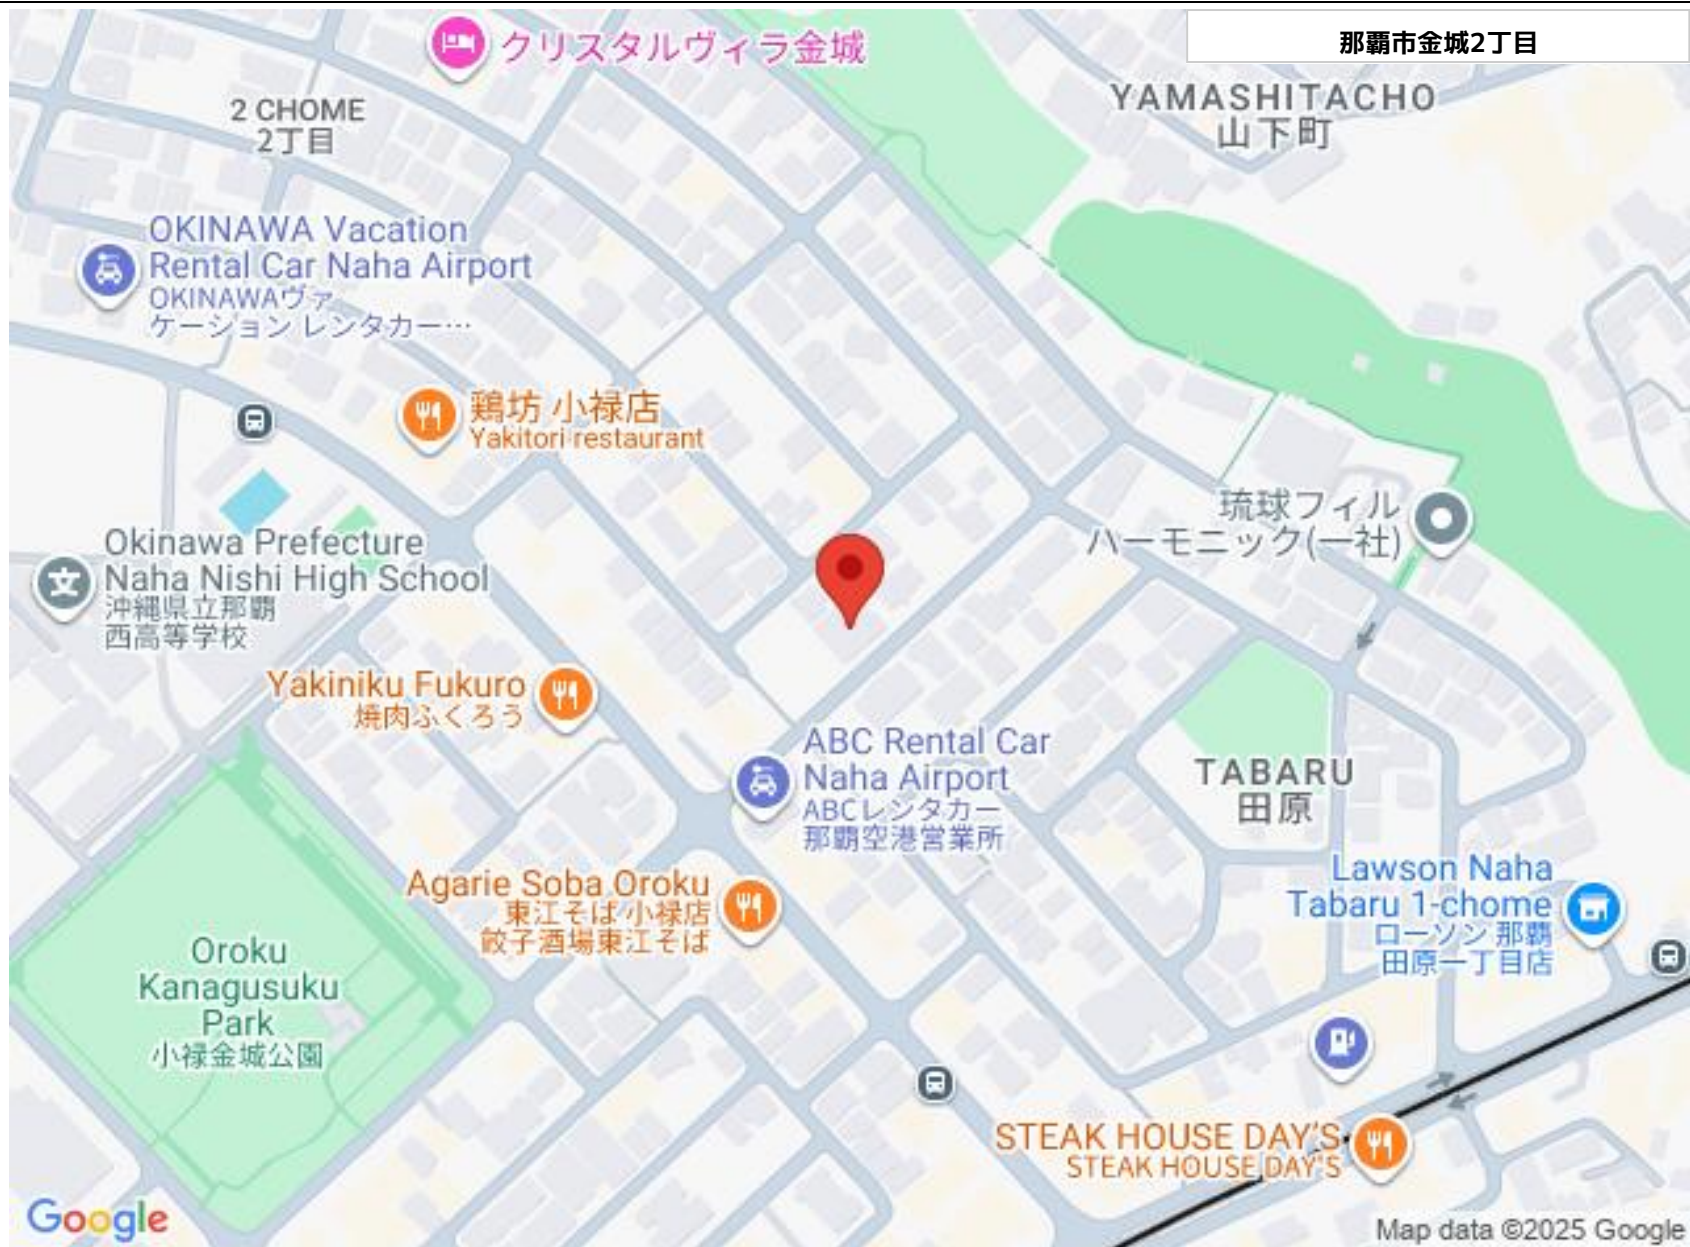 クリスタルヴィラ金城
那覇市金城2丁目
2 CHOME
2丁目
YAMASHITACHO
山下町
OKINAWA Vacation
Rental Car Naha Airport
OKINAWAヴァ
ケーション レンタカー…
鶏坊 小禄店
Yakitori restaurant
琉球フィル
ハーモニック(一社)
Okinawa Prefecture
Naha Nishi High School
沖縄県立那覇
西高等学校
Yakiniku Fukuro
焼肉ふくろう
ABC Rental Car
Naha Airport
ABCレンタカー
那覇空港営業所
TABARU
田原
Agarie Soba Oroku
東江そば 小禄店
餃子酒場東江そば
Lawson Naha
Tabaru 1-chome
ローソン 那覇
田原一丁目店
Oroku
Kanagusuku
Park
小禄金城公園
STEAK HOUSE DAY'S
STEAK HOUSE DAY'S
Google
Map data ©2025 Google